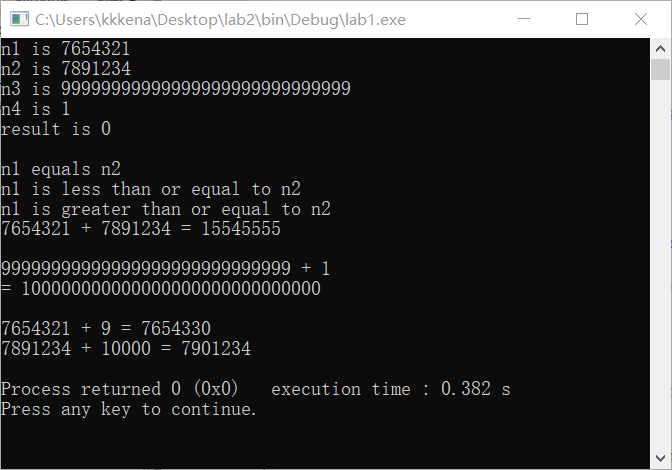 C:\Users\kkkena\Desktop\lab2\bin\Debug\lab1.exe
n1 is 7654321
n2 is 7891234
n3 is 99999999999999999999999999999
n4 is 1
result is 0
n1 equals n2
n1 is less than or equal to n2
n1 is greater than or equal to n2
7654321 + 7891234 = 15545555
99999999999999999999999999999 + 1
= 100000000000000000000000000000
7654321 + 9 = 7654330
7891234 + 10000 = 7901234
Process returned 0 (0x0)   execution time : 0.382 s
Press any key to continue.